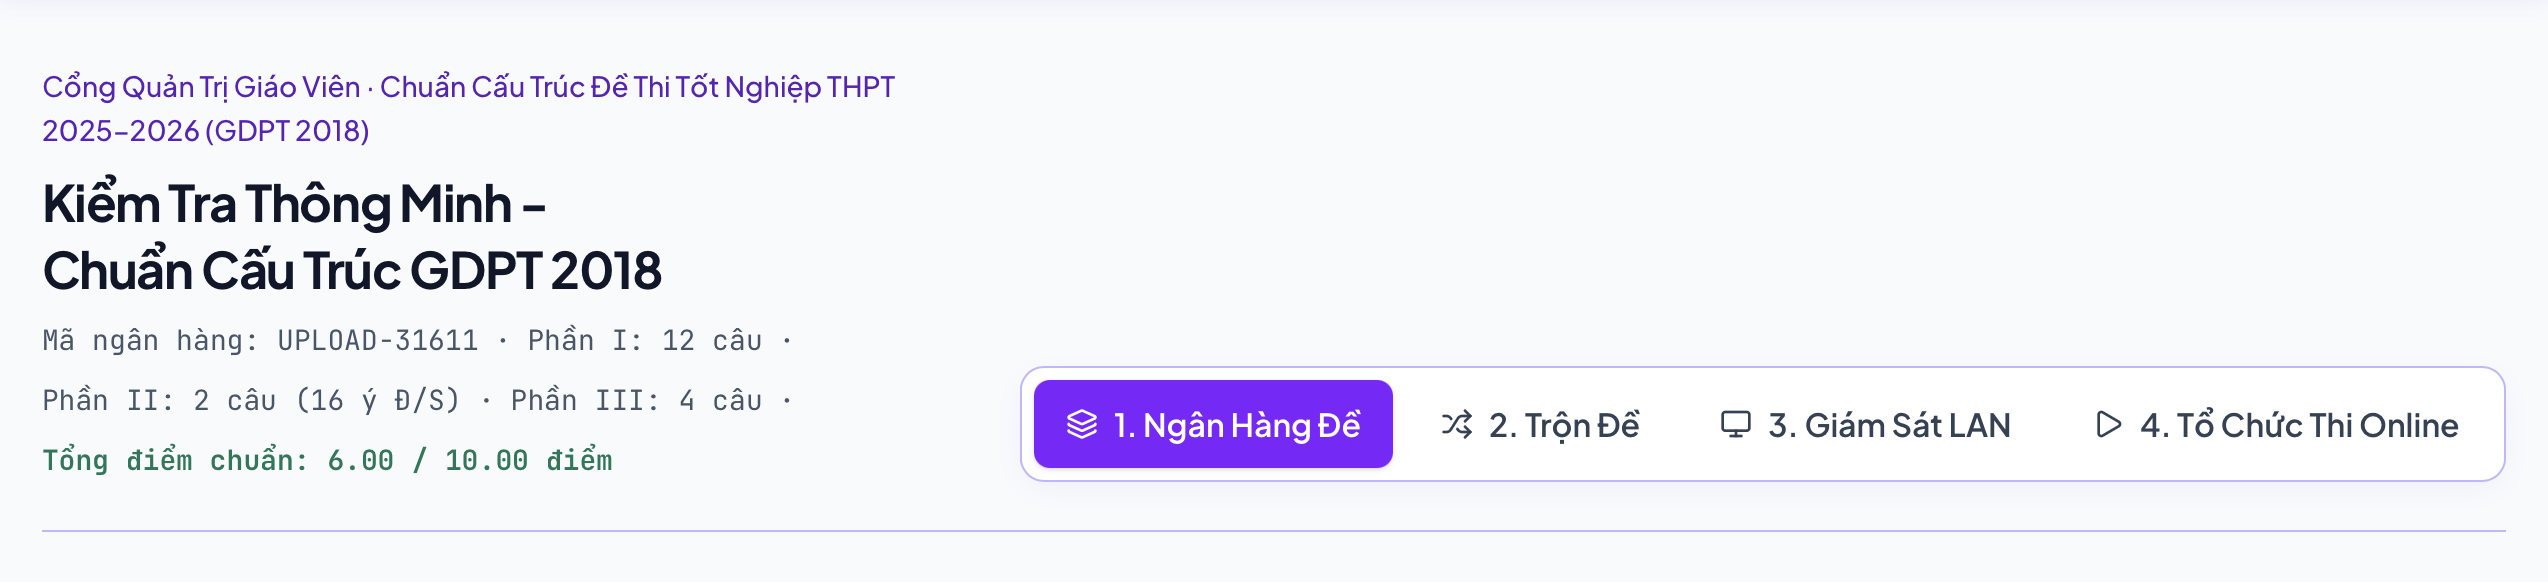 Cổng Quản Trị Giáo Viên · Chuẩn Cấu Trúc Đề Thi Tốt Nghiệp THPT
2025–2026 (GDPT 2018)
Kiểm Tra Thông Minh –
Chuẩn Cấu Trúc GDPT 2018
Mã ngân hàng: UPLOAD-31611 · Phần I: 12 câu ·
Phần II: 2 câu (16 ý Đ/S) · Phần III: 4 câu ·
Tổng điểm chuẩn: 6.00 / 10.00 điểm
1. Ngân Hàng Đề
2. Trộn Đề
3. Giám Sát LAN
4. Tổ Chức Thi Online